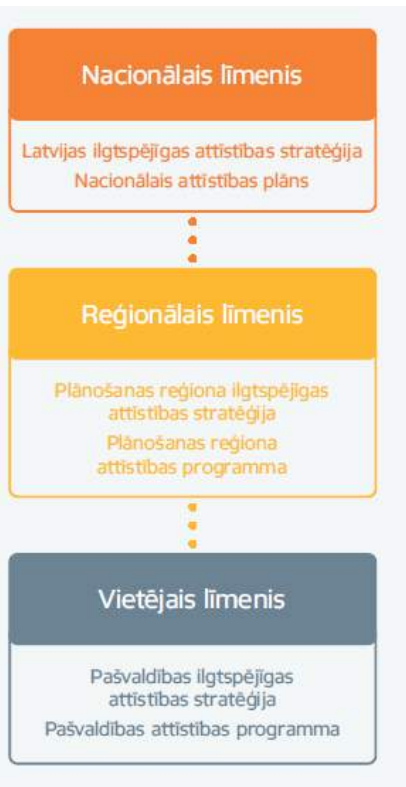 Nacionālais līmenis
Latvijas ilgtspējīgas attīstības stratēģija
Nacionālais attīstības plāns
Reģionālais līmenis
Plānošanas reģiona ilgtspējīgas
attīstības stratēģija
Plānošanas reģiona
attīstības programma
Vietējais līmenis
Pašvaldības ilgtspējīgas
attīstības stratēģija
Pašvaldības attīstības programma